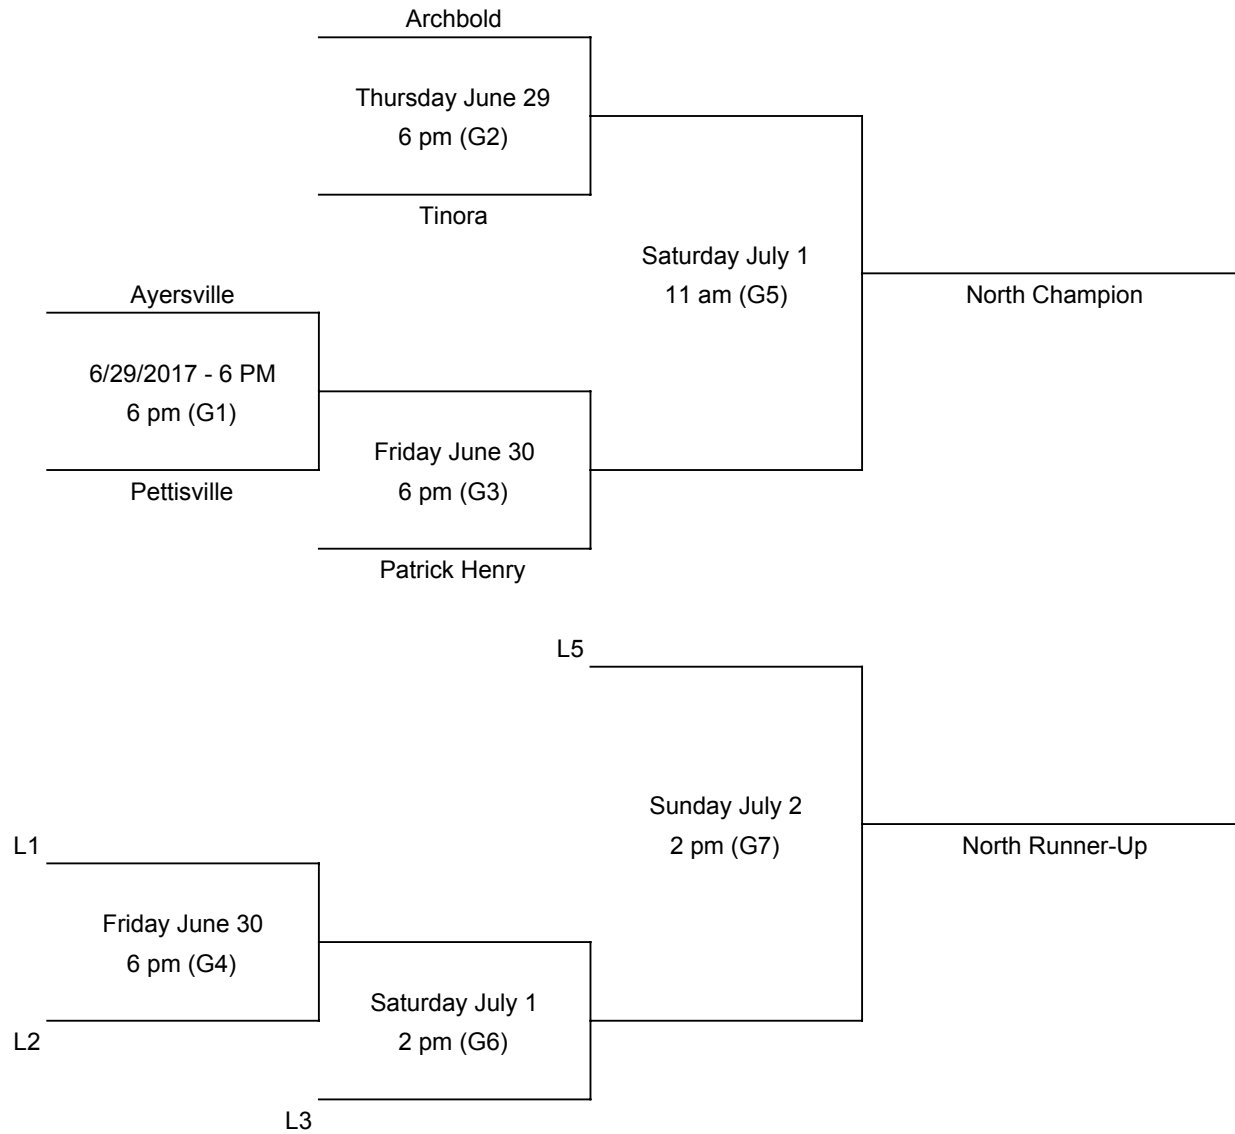 Archbold
Thursday June 29
6 pm (G2)
Tinora
Saturday July 1
11 am (G5)
North Champion
Ayersville
6/29/2017 - 6 PM
6 pm (G1)
Pettisville
Friday June 30
6 pm (G3)
Patrick Henry
L5
Sunday July 2
2 pm (G7)
North Runner-Up
L1
Friday June 30
6 pm (G4)
L2
Saturday July 1
2 pm (G6)
L3